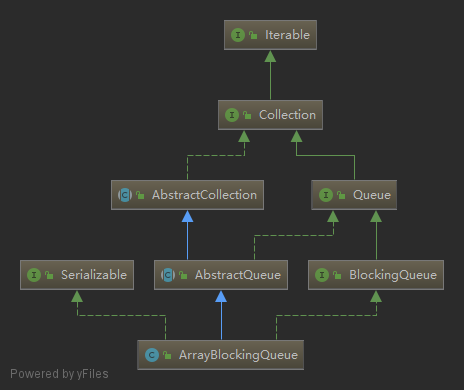 Iterable
Collection
AbstractCollection
Queue
Serializable
AbstractQueue
BlockingQueue
ArrayBlockingQueue
Powered by yFiles